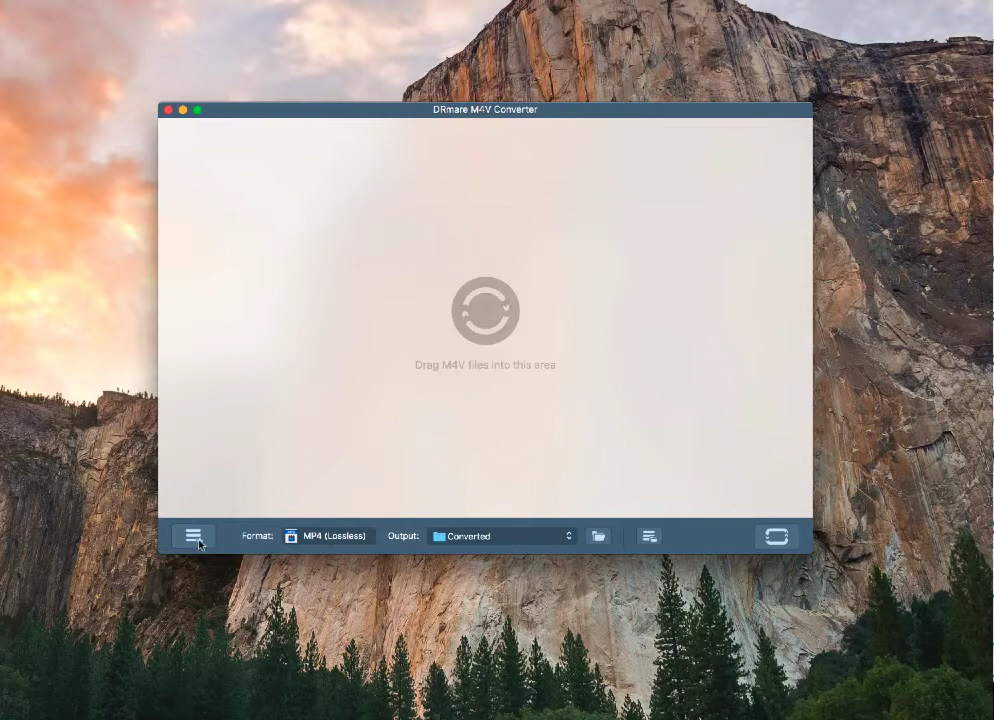 DRmare M4V Converter
Drag M4V files into this area
Format: MP4 (Lossless) Output: Converted